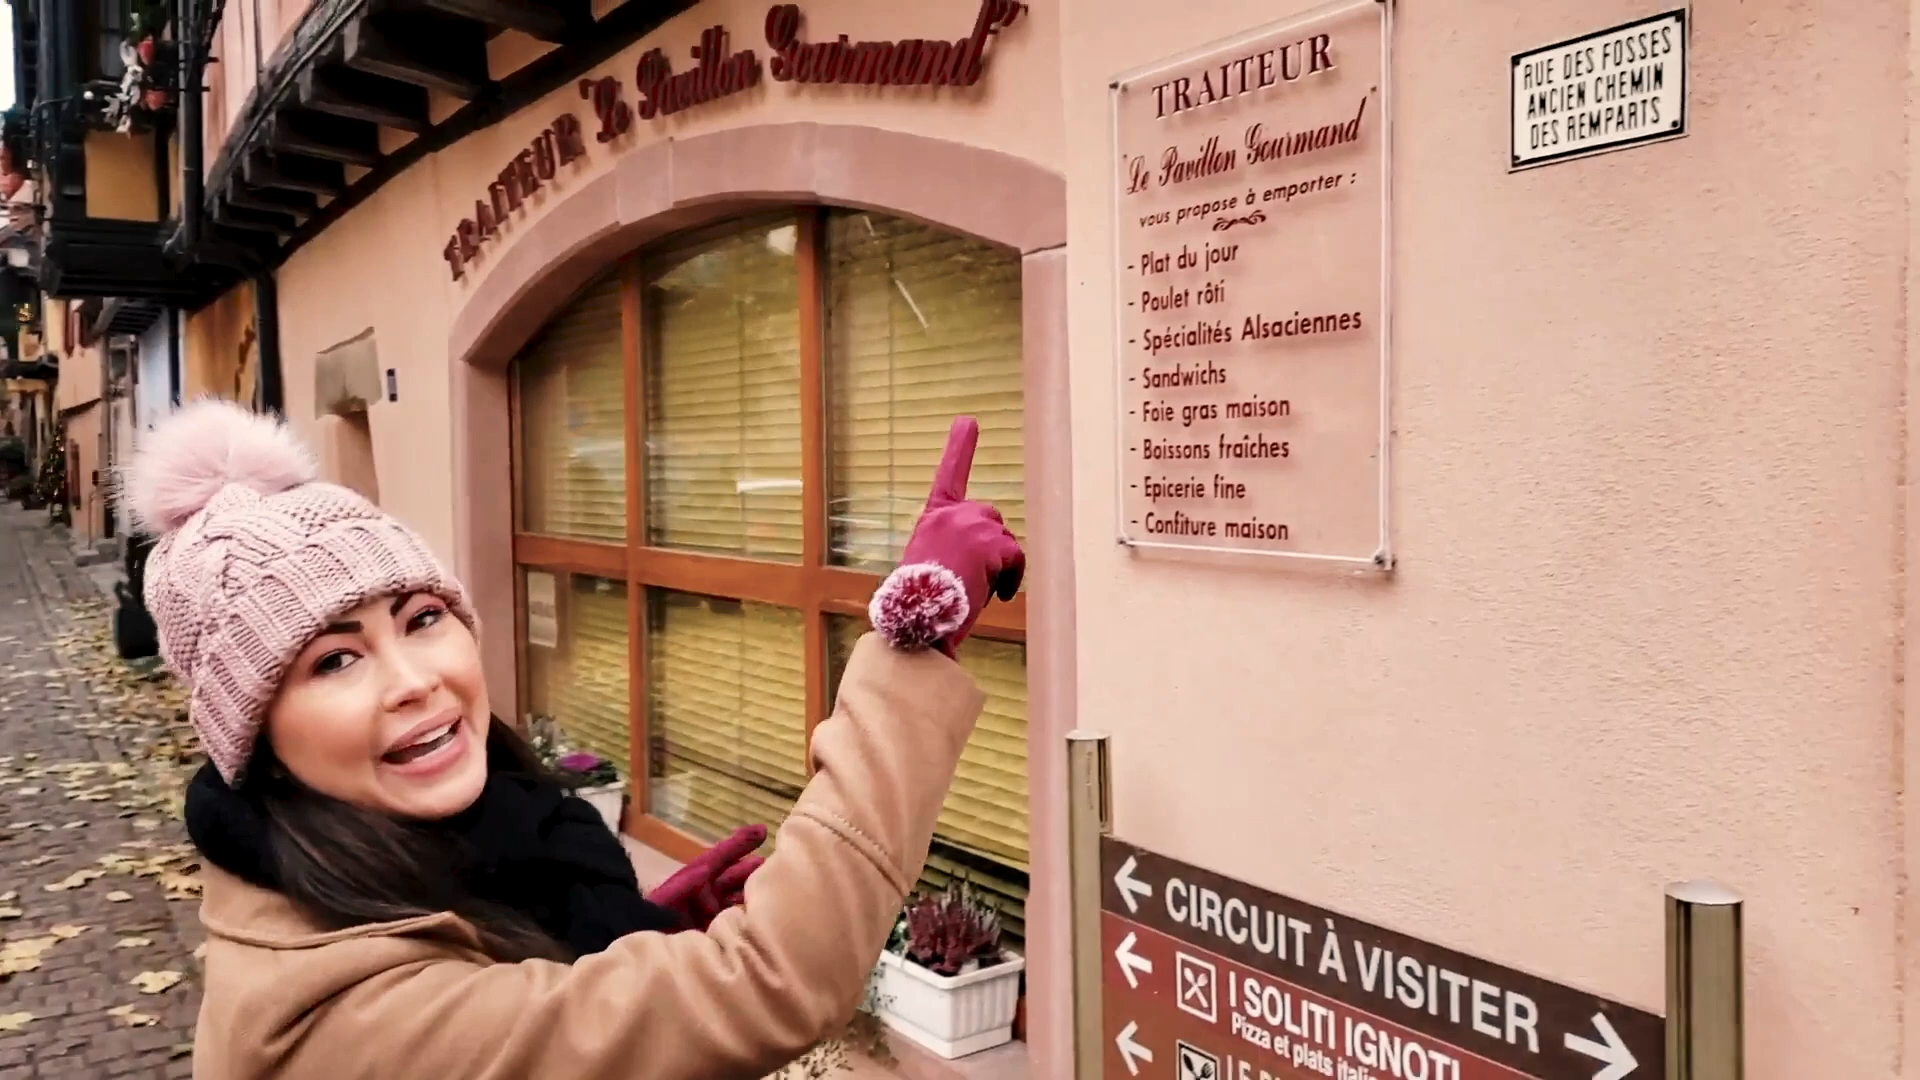 TRAITEUR "Le Pavillon Gourmand"
TRAITEUR
"Le Pavillon Gourmand"
vous propose à emporter :
- Plat du jour
- Poulet rôti
- Spécialités Alsaciennes
- Sandwichs
- Foie gras maison
- Boissons fraîches
- Epicerie fine
- Confiture maison
RUE DES FOSSES
ANCIEN CHEMIN
DES REMPARTS
CIRCUIT À VISITER
I SOLITI IGNOTI
Pizza et plats